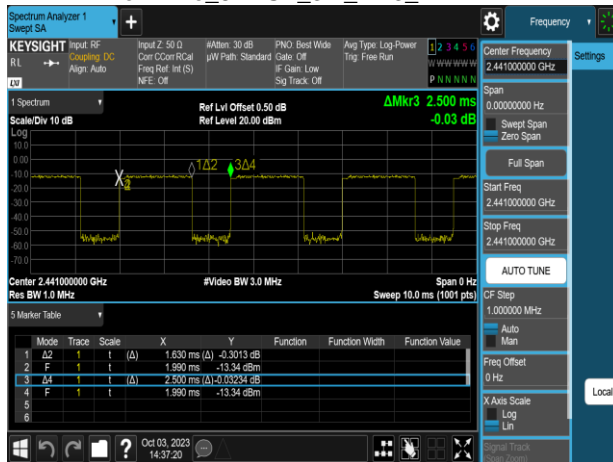 Spectrum Analyzer 1
Swept SA
+
Frequency
KEYSIGHT
RL
LXI
Input: RF
Coupling: DC
Align: Auto
Input Z: 50 Ω
Corr CCorr RCal
Freq Ref: Int (S)
NFE: Off
#Atten: 30 dB
µW Path: Standard
PNO: Best Wide
Gate: Off
IF Gain: Low
Sig Track: Off
Avg Type: Log-Power
Trig: Free Run
1 2 3 4 5 6
W W W W W W
P N N N N N
1 Spectrum
Scale/Div 10 dB
Ref Lvl Offset 0.50 dB
Ref Level 20.00 dBm
ΔMkr3 2.500 ms
-0.03 dB
Log
10.0
0.00
-10.0
-20.0
-30.0
-40.0
-50.0
-60.0
-70.0
X
1Δ2
3Δ4
Center 2.441000000 GHz
Res BW 1.0 MHz
#Video BW 3.0 MHz
Span 0 Hz
Sweep 10.0 ms (1001 pts)
5 Marker Table
Mode Trace Scale X Y Function Function Width Function Value
1 Δ2 1 t (Δ) 1.630 ms (Δ) -0.3013 dB
2 F 1 t 1.990 ms -13.34 dBm
3 Δ4 1 t (Δ) 2.500 ms (Δ) -0.03234 dB
4 F 1 t 1.990 ms -13.34 dBm
5
6
?
Oct 03, 2023
14:37:20
Center Frequency
2.441000000 GHz
Span
0.00000000 Hz
Swept Span
Zero Span
Full Span
Start Freq
2.441000000 GHz
Stop Freq
2.441000000 GHz
AUTO TUNE
CF Step
1.000000 MHz
Auto
Man
Freq Offset
0 Hz
X Axis Scale
Log
Lin
Signal Track
(Span Zoom)
Settings
Local